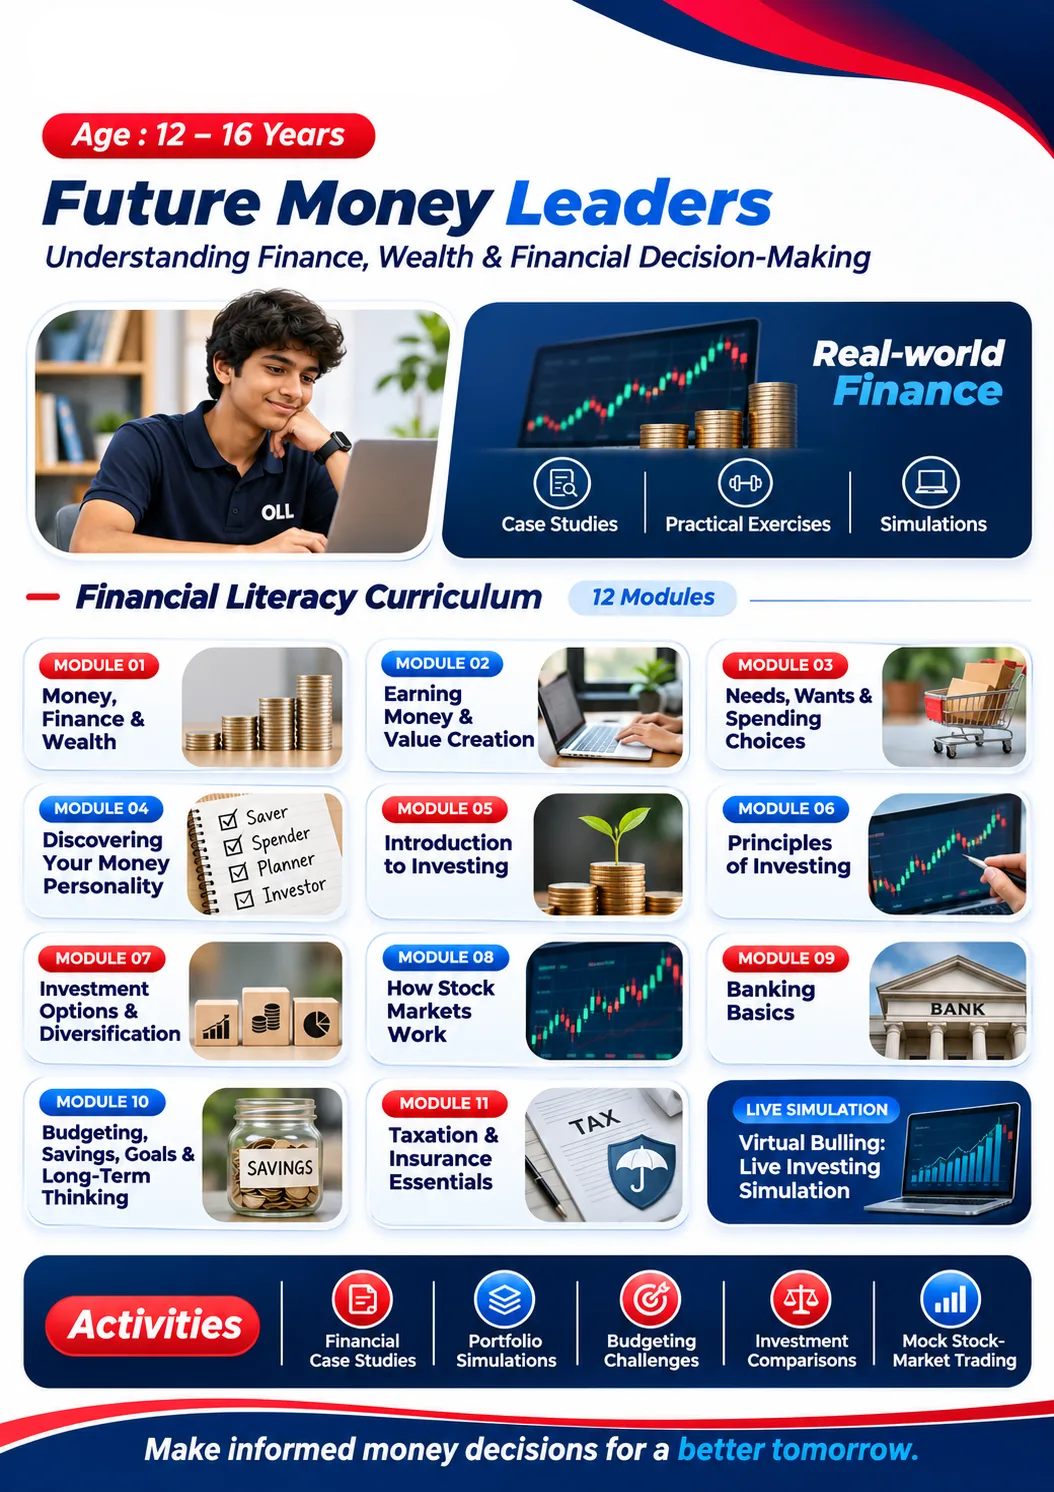 Age : 12 – 16 Years
Future Money Leaders
Understanding Finance, Wealth & Financial Decision-Making
OLL
Real-world
Finance
Case Studies
Practical Exercises
Simulations
Financial Literacy Curriculum
12 Modules
MODULE 01
Money,
Finance &
Wealth
MODULE 02
Earning
Money &
Value Creation
MODULE 03
Needs, Wants &
Spending
Choices
MODULE 04
Discovering
Your Money
Personality
Saver
Spender
Planner
Investor
MODULE 05
Introduction
to Investing
MODULE 06
Principles
of Investing
MODULE 07
Investment
Options &
Diversification
MODULE 08
How Stock
Markets
Work
MODULE 09
Banking
Basics
BANK
MODULE 10
Budgeting,
Savings, Goals &
Long-Term
Thinking
SAVINGS
MODULE 11
Taxation &
Insurance
Essentials
TAX
LIVE SIMULATION
Virtual Bulling:
Live Investing
Simulation
Activities
Financial
Case Studies
Portfolio
Simulations
Budgeting
Challenges
Investment
Comparisons
Mock Stock-
Market Trading
Make informed money decisions for a better tomorrow.